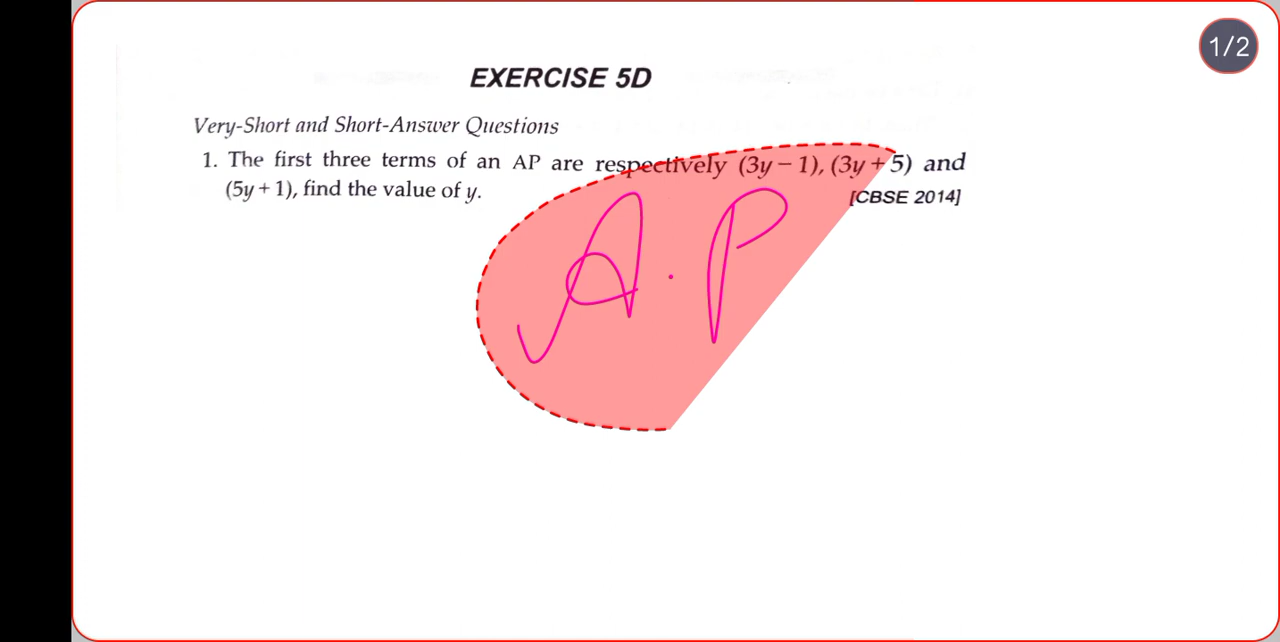 1/2
EXERCISE 5D
Very-Short and Short-Answer Questions
1. The first three terms of an AP are respectively (3y − 1), (3y + 5) and
(5y + 1), find the value of y.
[CBSE 2014]
A.P